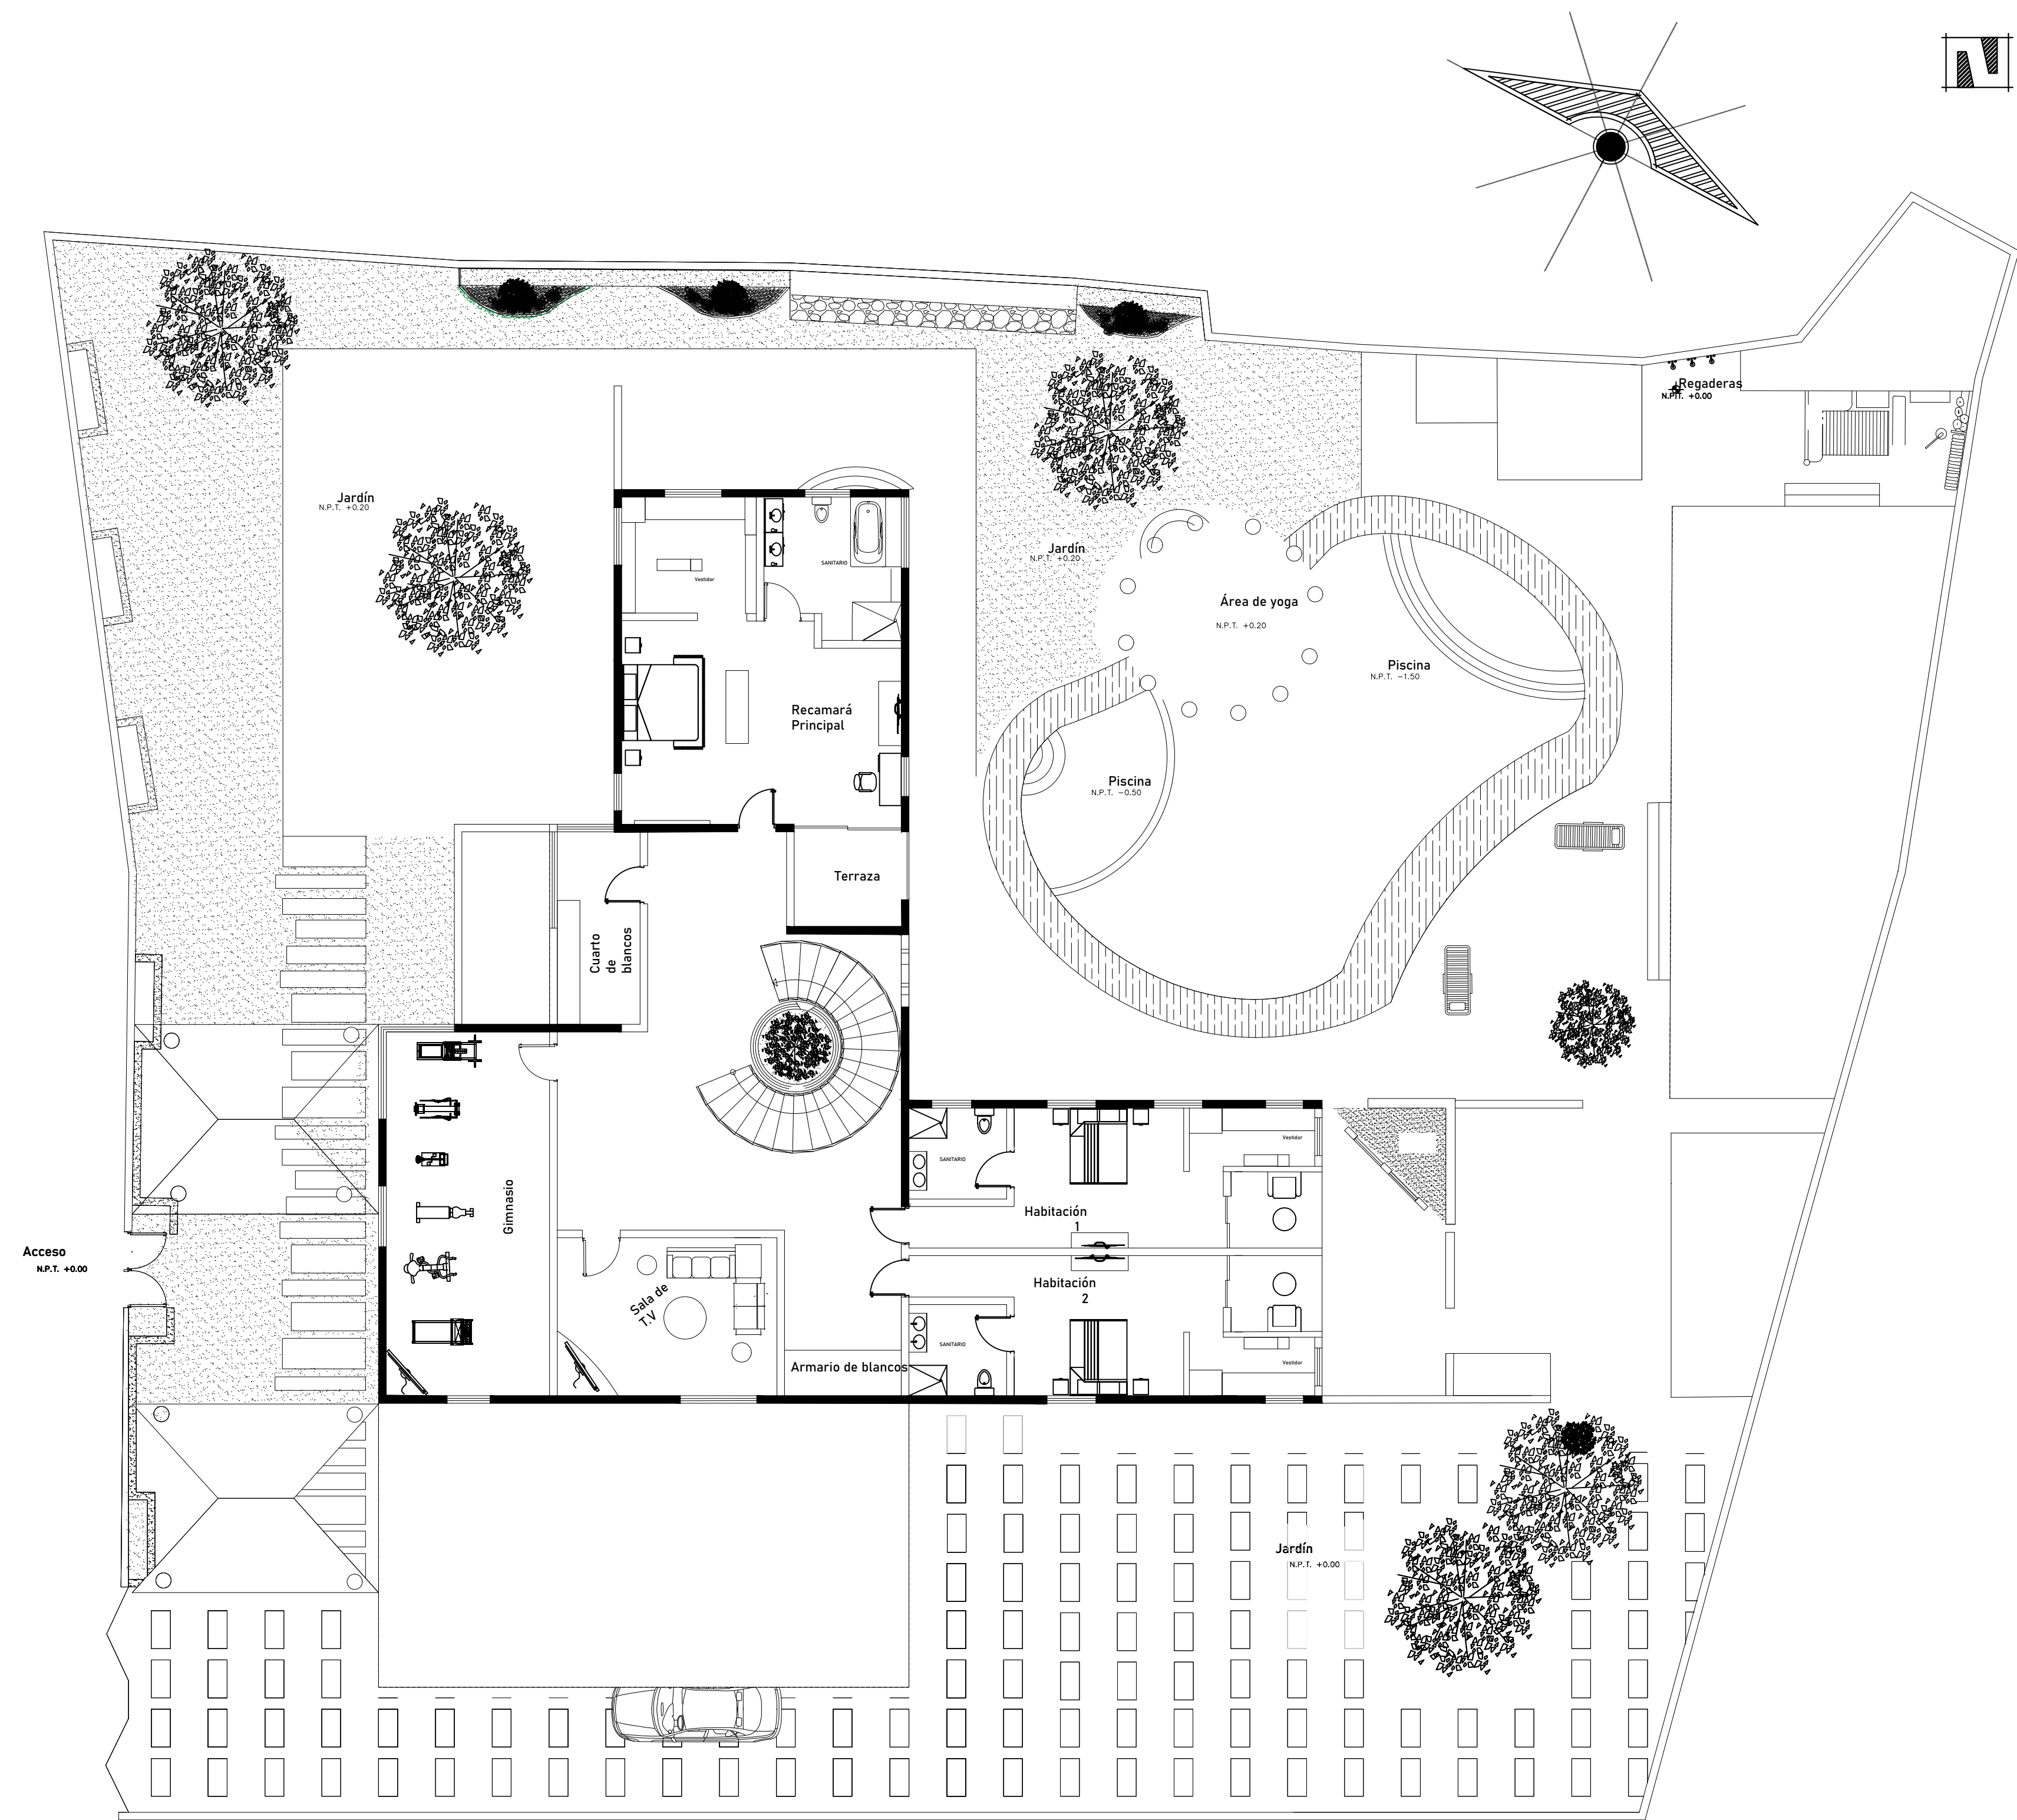 Regaderas
N.P.T. +0.00
Jardín
N.P.T. +0.20
Vestidor
SANITARIO
Jardín
N.P.T. +0.20
Área de yoga
N.P.T. +0.20
Piscina
N.P.T. -1.50
Recamará
Principal
Piscina
N.P.T. -0.50
Terraza
Cuarto
de
blancos
Gimnasio
Vestidor
SANITARIO
Habitación
1
Acceso
N.P.T. +0.00
Habitación
2
Sala de
T.V
SANITARIO
Armario de blancos
Vestidor
Jardín
N.P.T. +0.00